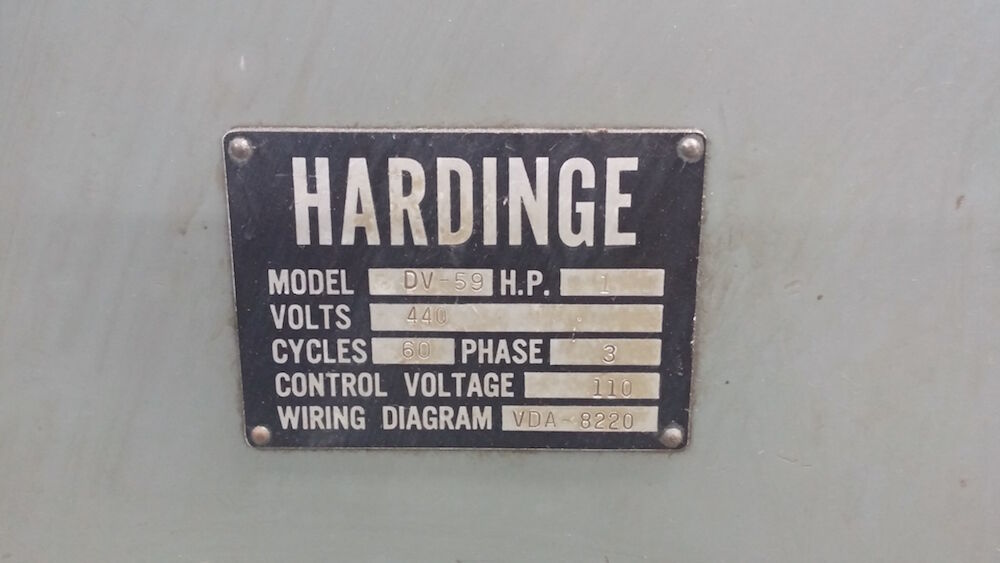 HARDINGE
MODEL DV-59 H.P. 1
VOLTS 440
CYCLES 60 PHASE 3
CONTROL VOLTAGE 110
WIRING DIAGRAM VDA-8220